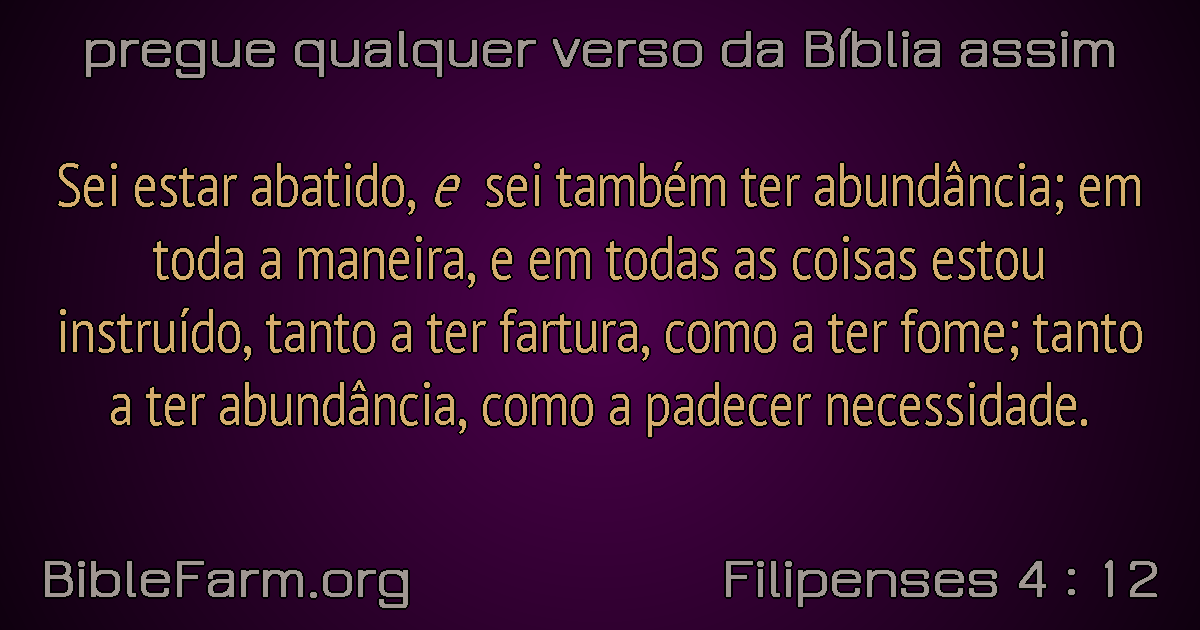 pregue qualquer verso da Bíblia assim
Sei estar abatido, e sei também ter abundância; em
toda a maneira, e em todas as coisas estou
instruído, tanto a ter fartura, como a ter fome; tanto
a ter abundância, como a padecer necessidade.
BibleFarm.org
Filipenses 4 : 12